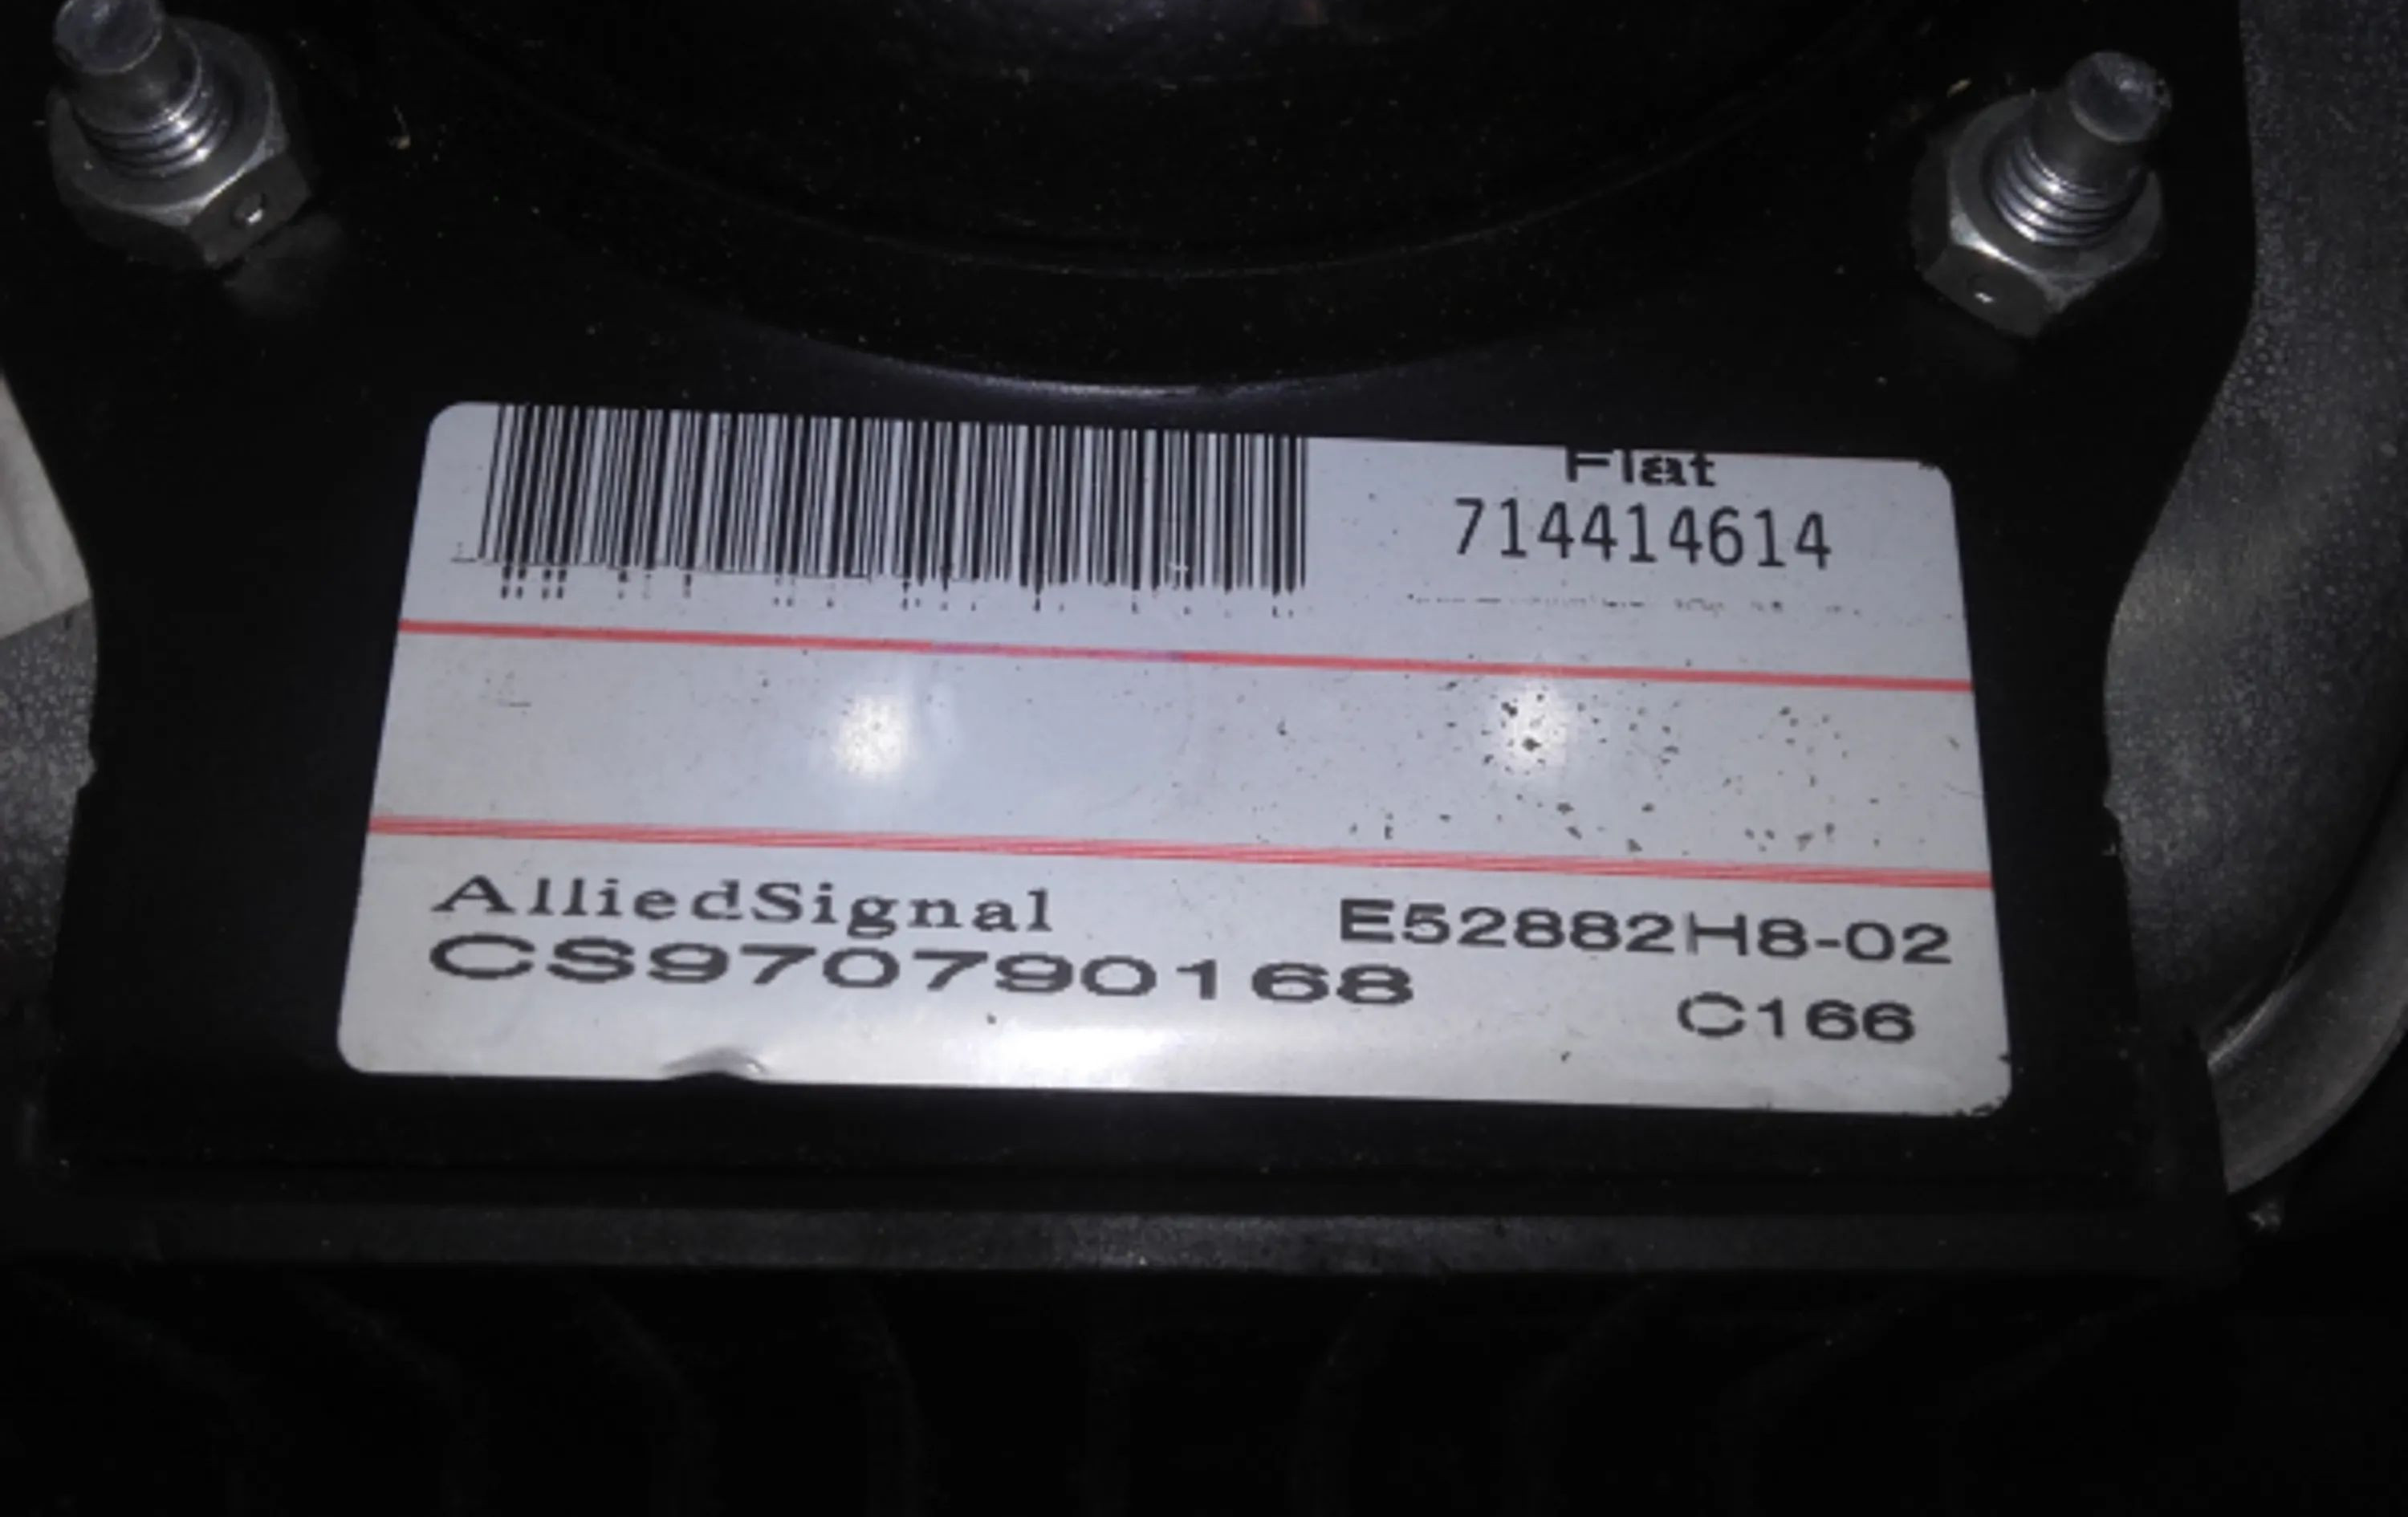 Fiat
714414614
AlliedSignal
E52882H8-02
CS970790168
C166